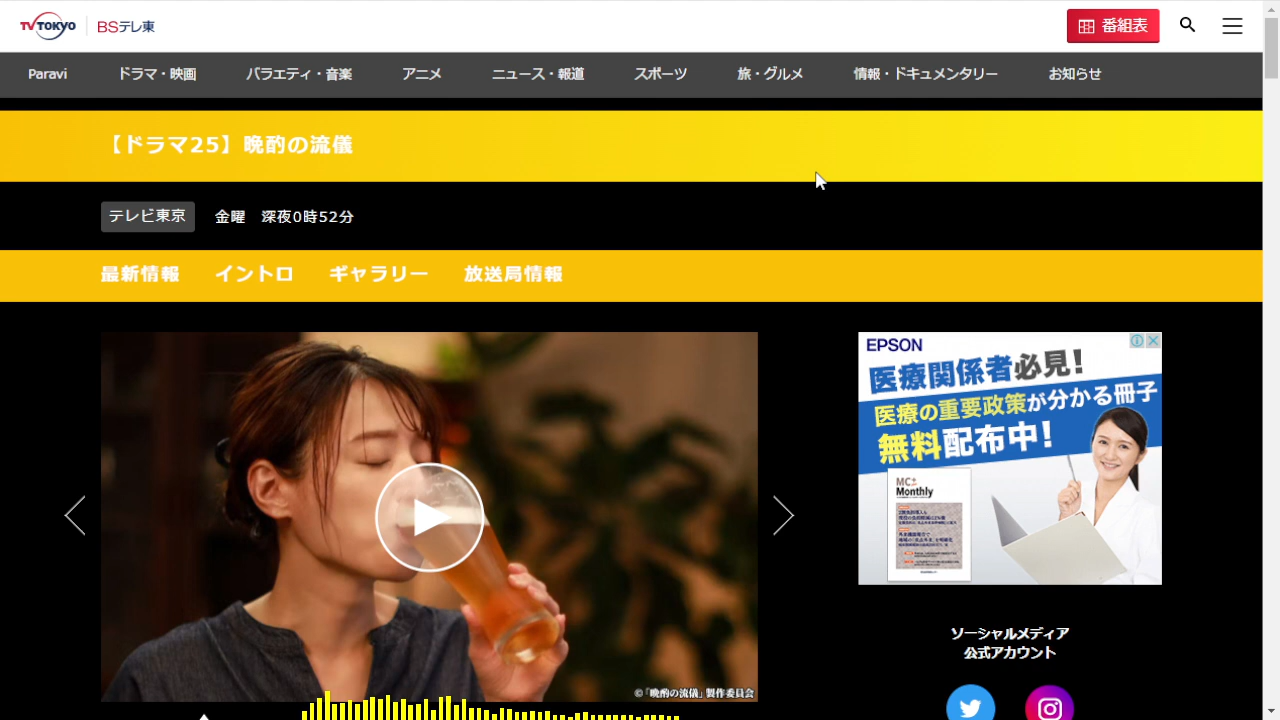 TVTOKYO
BSテレ東
番組表
Paravi
ドラマ・映画
バラエティ・音楽
アニメ
ニュース・報道
スポーツ
旅・グルメ
情報・ドキュメンタリー
お知らせ
【ドラマ25】晩酌の流儀
テレビ東京
金曜　深夜0時52分
最新情報
イントロ
ギャラリー
放送局情報
©「晩酌の流儀」製作委員会
EPSON
医療関係者必見!
医療の重要政策が分かる冊子
無料配布中!
MC+
Monthly
ソーシャルメディア
公式アカウント